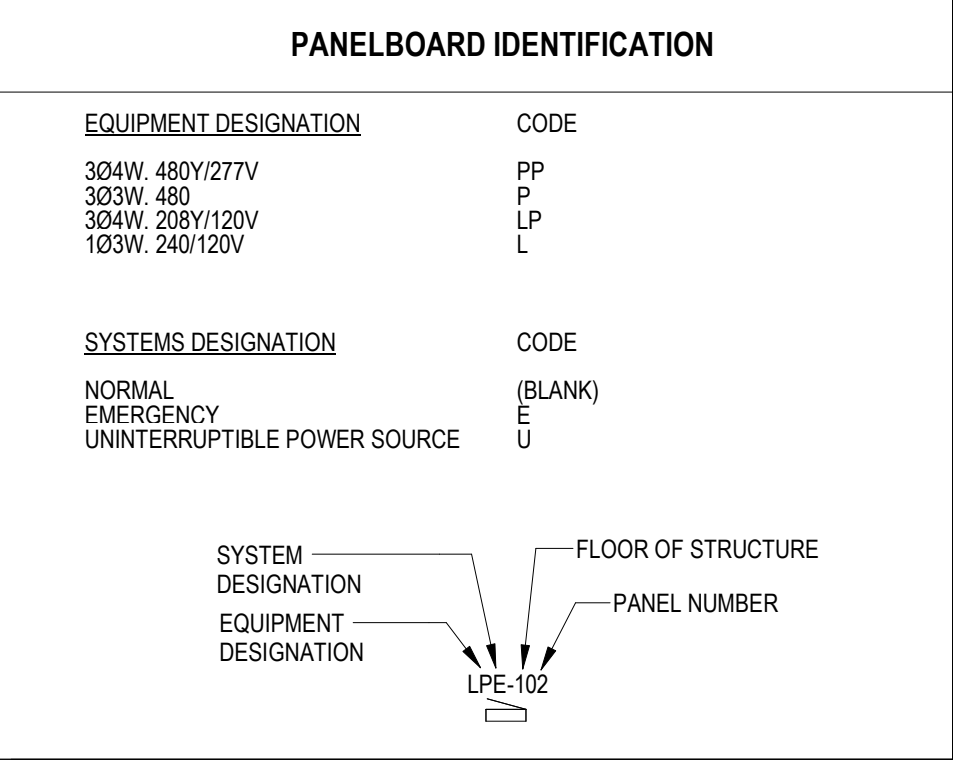 PANELBOARD IDENTIFICATION
EQUIPMENT DESIGNATION CODE
3Ø4W. 480Y/277V PP
3Ø3W. 480 P
3Ø4W. 208Y/120V LP
1Ø3W. 240/120V L
SYSTEMS DESIGNATION CODE
NORMAL (BLANK)
EMERGENCY E
UNINTERRUPTIBLE POWER SOURCE U
SYSTEM
DESIGNATION
FLOOR OF STRUCTURE
PANEL NUMBER
EQUIPMENT
DESIGNATION
LPE-102